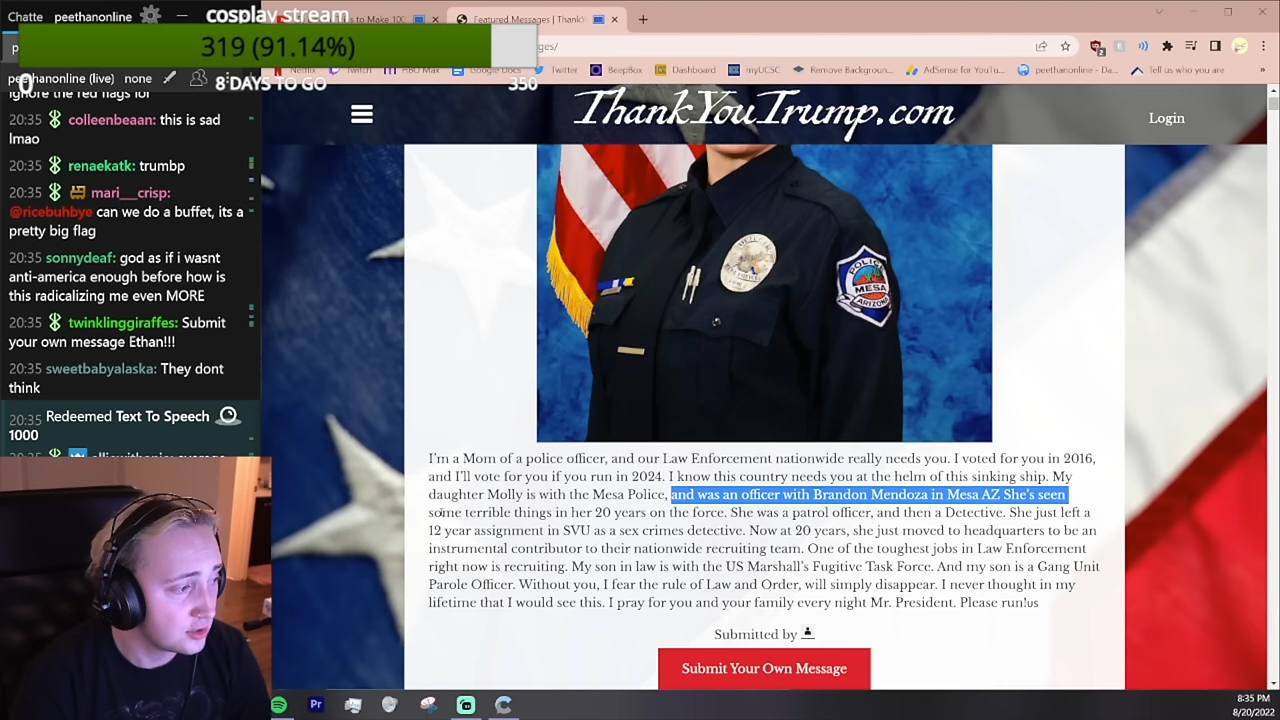 Chatte peethanonline
cosplay stream
319 (91.14%)
0
8 DAYS TO GO
350
peethanonline (live) none
ignore the red flags lol
20:35 colleenbeaan: this is sad
lmao
20:35 renaekatk: trumbp
20:35 mari___crisp:
@ricebuhbye can we do a buffet, its a
pretty big flag
20:35 sonnydeaf: god as if i wasnt
anti-america enough before how is
this radicalizing me even MORE
20:35 twinklinggiraffes: Submit
your own message Ethan!!!
20:35 sweetbabyalaska: They dont
think
20:35 Redeemed Text To Speech
1000
to Make 100
Featured Messages | Thank
ges/
Netflix
Twitch
HBO Max
Google Docs
Twitter
BeepBox
Dashboard
myUCSC
Remove Backgroun...
AdSense for YouTu...
peethanonline - Da...
Tell us who you are
ThankYouTrump.com
Login
POLICE
MESA
ARIZONA
I'm a Mom of a police officer, and our Law Enforcement nationwide really needs you. I voted for you in 2016,
and I'll vote for you if you run in 2024. I know this country needs you at the helm of this sinking ship. My
daughter Molly is with the Mesa Police, and was an officer with Brandon Mendoza in Mesa AZ She's seen
some terrible things in her 20 years on the force. She was a patrol officer, and then a Detective. She just left a
12 year assignment in SVU as a sex crimes detective. Now at 20 years, she just moved to headquarters to be an
instrumental contributor to their nationwide recruiting team. One of the toughest jobs in Law Enforcement
right now is recruiting. My son in law is with the US Marshall's Fugitive Task Force. And my son is a Gang Unit
Parole Officer. Without you, I fear the rule of Law and Order, will simply disappear. I never thought in my
lifetime that I would see this. I pray for you and your family every night Mr. President. Please run!us
Submitted by
Submit Your Own Message
Pr
8:35 PM
8/20/2022